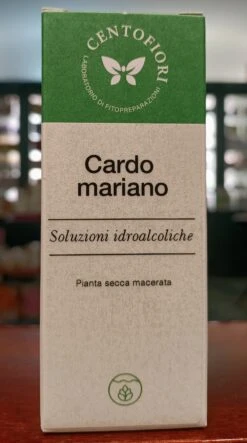 CENTOFIORI
LABORATORIO DI FITOPREPARAZIONI
Cardo
mariano
Soluzioni idroalcoliche
Pianta secca macerata